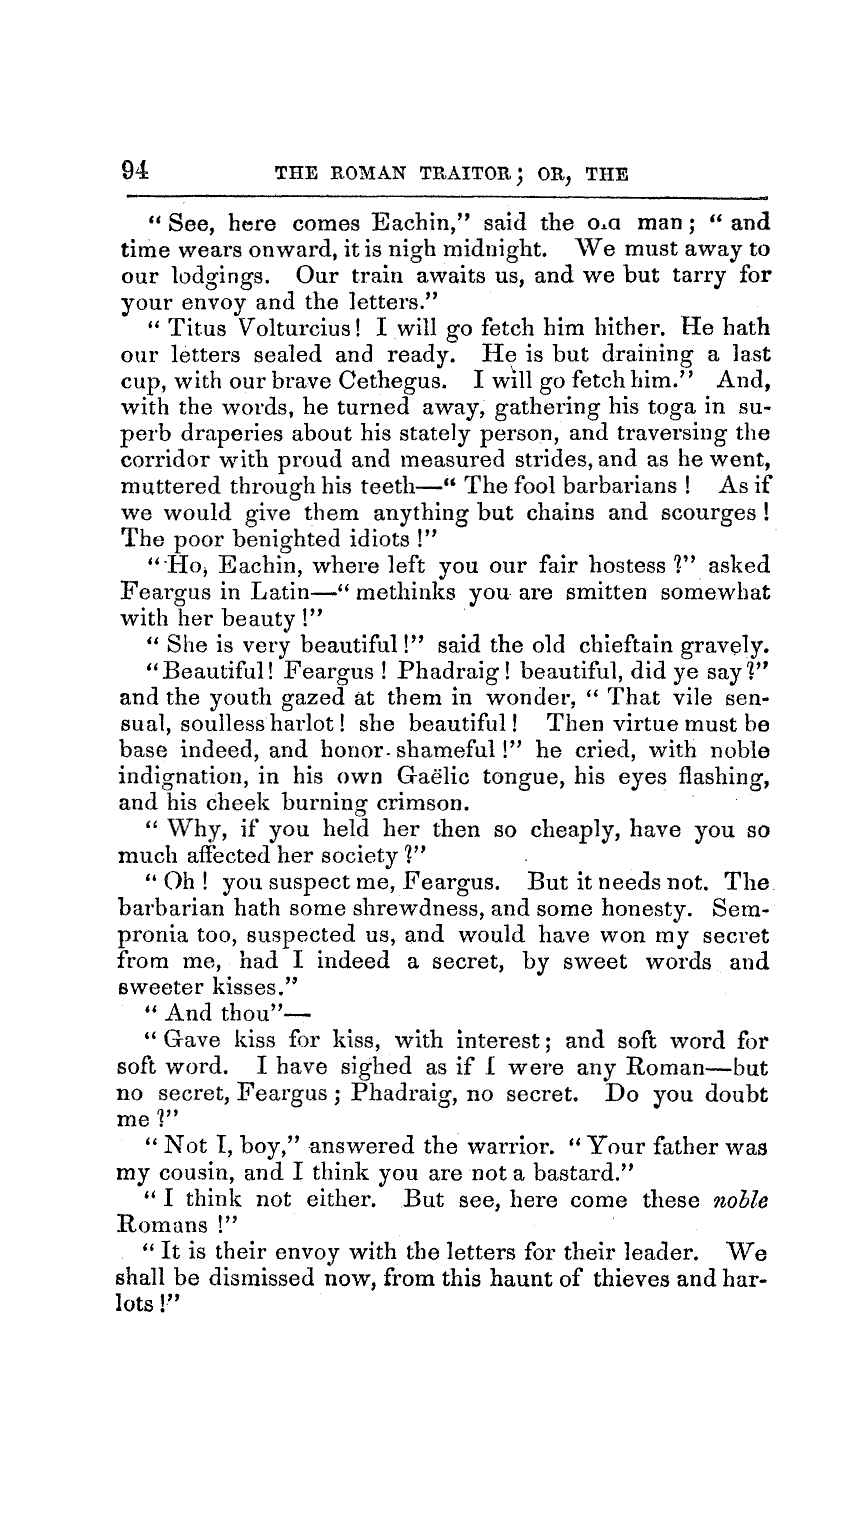 94 THE ROMAN TRAITOR; OR, THE
"See, here comes Eachin," said the old man; "and
time wears onward, it is nigh midnight. We must away to
our lodgings. Our train awaits us, and we but tarry for
your envoy and the letters."
"Titus Volturcius! I will go fetch him hither. He hath
our letters sealed and ready. He is but draining a last
cup, with our brave Cethegus. I will go fetch him." And,
with the words, he turned away, gathering his toga in su-
perb draperies about his stately person, and traversing the
corridor with proud and measured strides, and as he went,
muttered through his teeth—"The fool barbarians! As if
we would give them anything but chains and scourges!
The poor benighted idiots!"
"Ho, Eachin, where left you our fair hostess?" asked
Feargus in Latin—"methinks you are smitten somewhat
with her beauty!"
"She is very beautiful!" said the old chieftain gravely.
"Beautiful! Feargus! Phadraig! beautiful, did ye say?"
and the youth gazed at them in wonder, "That vile sen-
sual, soulless harlot! she beautiful! Then virtue must be
base indeed, and honor shameful!" he cried, with noble
indignation, in his own Gaëlic tongue, his eyes flashing,
and his cheek burning crimson.
"Why, if you held her then so cheaply, have you so
much affected her society?"
"Oh! you suspect me, Feargus. But it needs not. The
barbarian hath some shrewdness, and some honesty. Sem-
pronia too, suspected us, and would have won my secret
from me, had I indeed a secret, by sweet words and
sweeter kisses."
"And thou"—
"Gave kiss for kiss, with interest; and soft word for
soft word. I have sighed as if I were any Roman—but
no secret, Feargus; Phadraig, no secret. Do you doubt
me?"
"Not I, boy," answered the warrior. "Your father was
my cousin, and I think you are not a bastard."
"I think not either. But see, here come these noble
Romans!"
"It is their envoy with the letters for their leader. We
shall be dismissed now, from this haunt of thieves and har-
lots!"